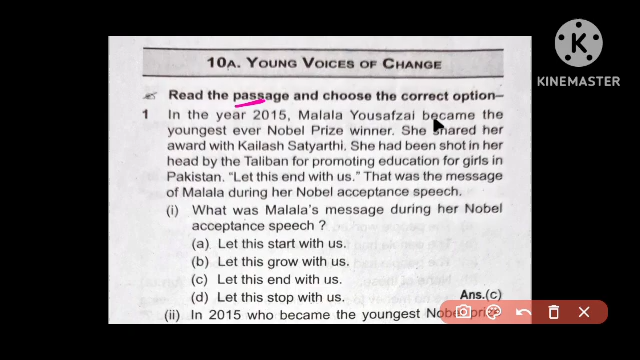 10A. YOUNG VOICES OF CHANGE
KINEMASTER
Read the passage and choose the correct option–
1 In the year 2015, Malala Yousafzai became the
youngest ever Nobel Prize winner. She shared her
award with Kailash Satyarthi. She had been shot in her
head by the Taliban for promoting education for girls in
Pakistan. “Let this end with us.” That was the message
of Malala during her Nobel acceptance speech.
(i) What was Malala's message during her Nobel
acceptance speech ?
(a) Let this start with us.
(b) Let this grow with us.
(c) Let this end with us.
(d) Let this stop with us. Ans.(c)
(ii) In 2015 who became the youngest Nobel prize